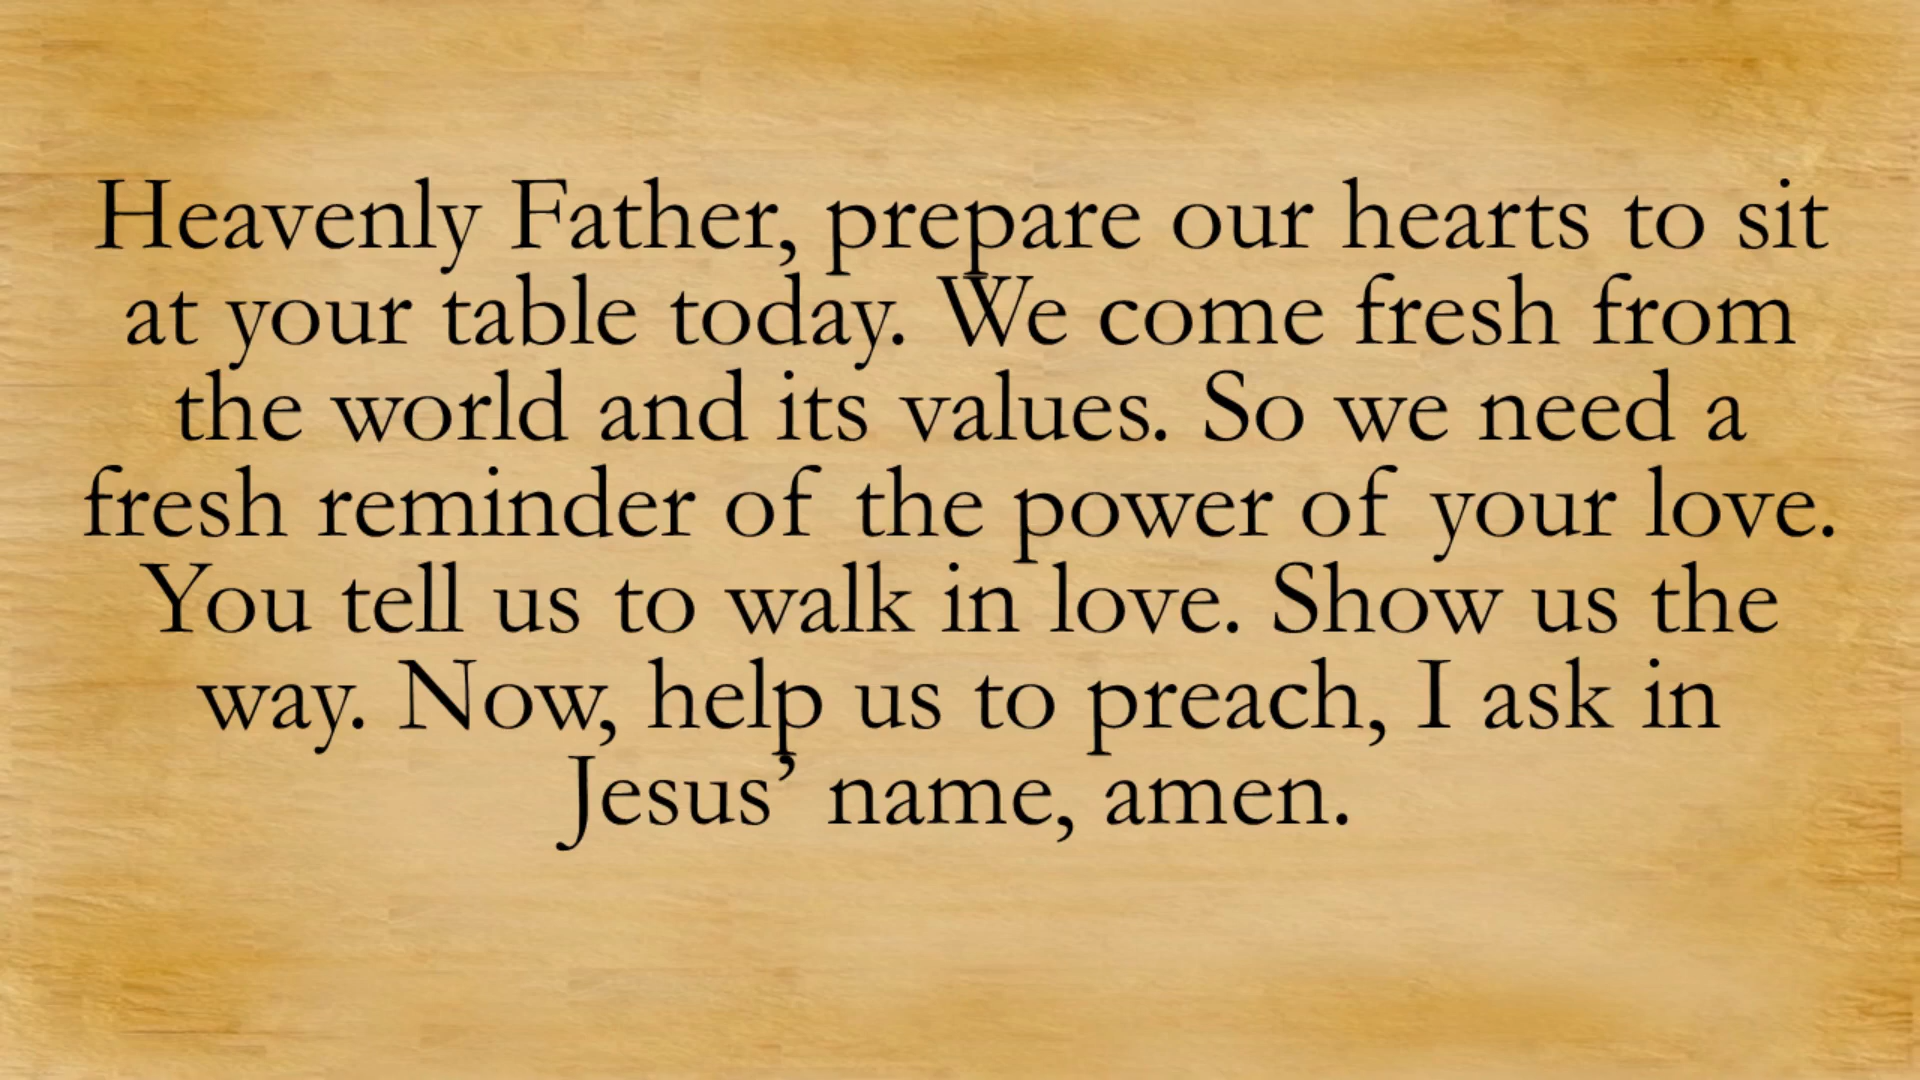 Heavenly Father, prepare our hearts to sit
at your table today. We come fresh from
the world and its values. So we need a
fresh reminder of the power of your love.
You tell us to walk in love. Show us the
way. Now, help us to preach, I ask in
Jesus’ name, amen.